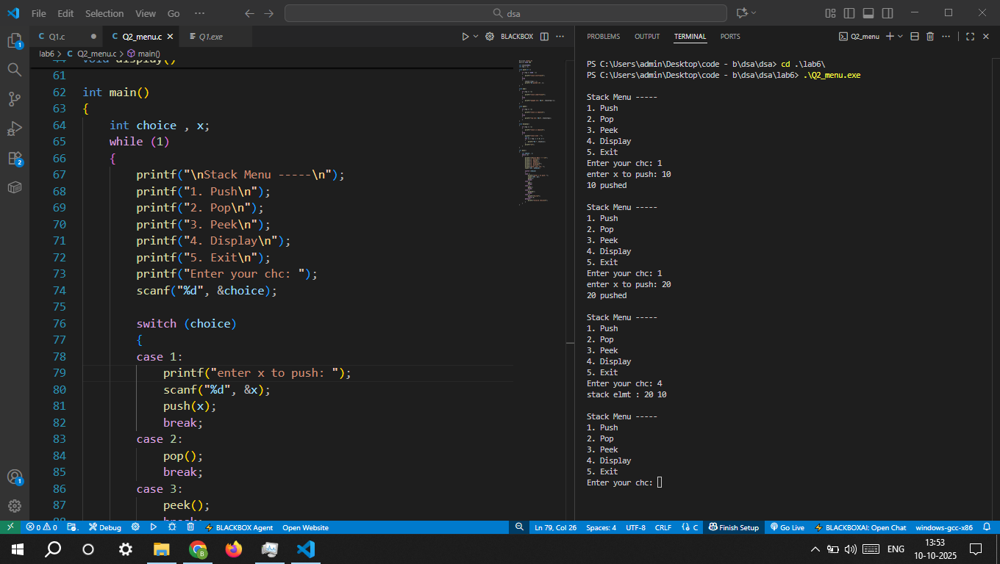 File Edit Selection View Go ··· dsa
Q1.c Q2_menu.c Q1.exe BLACKBOX
lab6 > C Q2_menu.c > main()
44 void display()
61
62 int main()
63 {
64 int choice , x;
65 while (1)
66 {
67 printf("\nStack Menu -----\n");
68 printf("1. Push\n");
69 printf("2. Pop\n");
70 printf("3. Peek\n");
71 printf("4. Display\n");
72 printf("5. Exit\n");
73 printf("Enter your chc: ");
74 scanf("%d", &choice);
75
76 switch (choice)
77 {
78 case 1:
79 printf("enter x to push: ");
80 scanf("%d", &x);
81 push(x);
82 break;
83 case 2:
84 pop();
85 break;
86 case 3:
87 peek();
88 break;
PROBLEMS OUTPUT TERMINAL PORTS Q2_menu
PS C:\Users\admin\Desktop\code - b\dsa\dsa> cd .\lab6\
PS C:\Users\admin\Desktop\code - b\dsa\dsa\lab6> .\Q2_menu.exe
Stack Menu -----
1. Push
2. Pop
3. Peek
4. Display
5. Exit
Enter your chc: 1
enter x to push: 10
10 pushed
Stack Menu -----
1. Push
2. Pop
3. Peek
4. Display
5. Exit
Enter your chc: 1
enter x to push: 20
20 pushed
Stack Menu -----
1. Push
2. Pop
3. Peek
4. Display
5. Exit
Enter your chc: 4
stack elmt : 20 10
Stack Menu -----
1. Push
2. Pop
3. Peek
4. Display
5. Exit
Enter your chc:
1
2
1
0 0 Debug BLACKBOX Agent Open Website Ln 79, Col 26 Spaces: 4 UTF-8 CRLF {} C Finish Setup Go Live BLACKBOXAI: Open Chat windows-gcc-x86
B ENG 13:53
10-10-2025